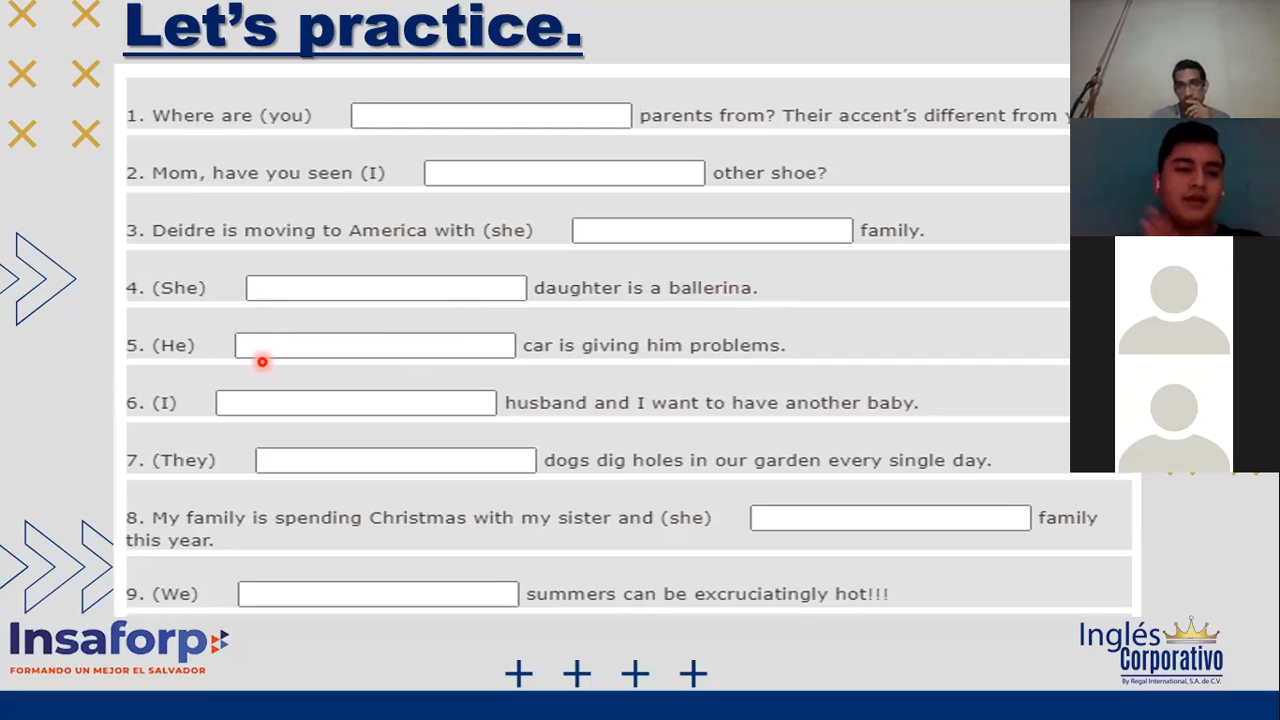 Let's practice.
1. Where are (you) parents from? Their accent's different from
2. Mom, have you seen (I) other shoe?
3. Deidre is moving to America with (she) family.
4. (She) daughter is a ballerina.
5. (He) car is giving him problems.
6. (I) husband and I want to have another baby.
7. (They) dogs dig holes in our garden every single day.
8. My family is spending Christmas with my sister and (she) family
this year.
9. (We) summers can be excruciatingly hot!!!
Insaforp
FORMANDO UN MEJOR EL SALVADOR
Inglés
Corporativo
By Regal International, S.A. de C.V.